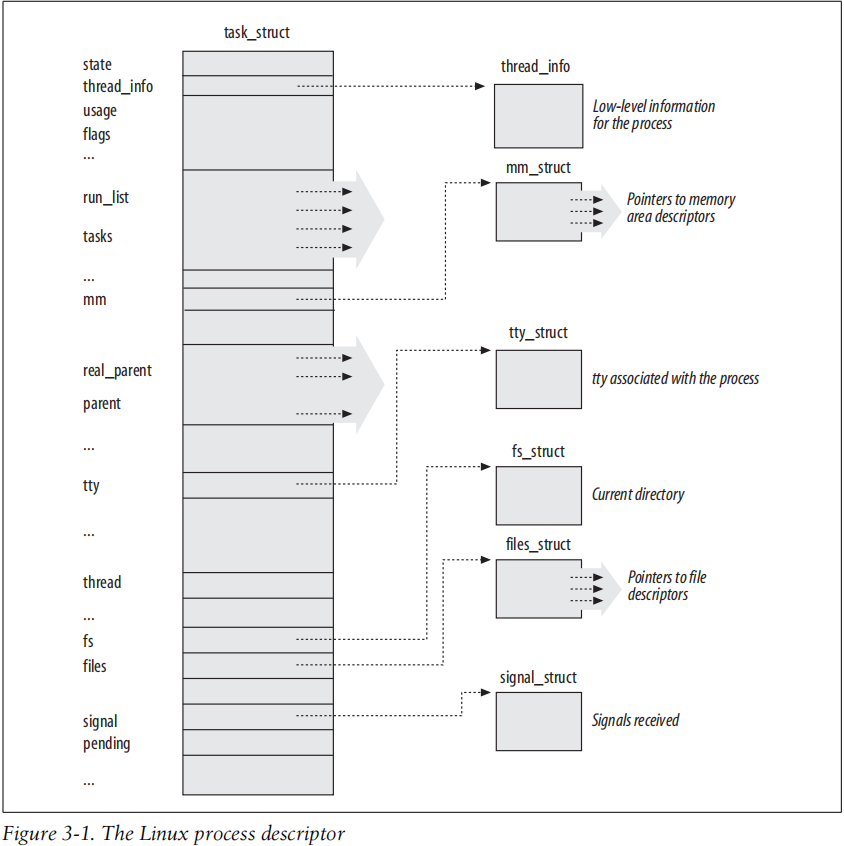 task_struct
state
thread_info
usage
flags
...
run_list
tasks
...
mm
real_parent
parent
...
tty
...
thread
...
fs
files
signal
pending
...
thread_info
Low-level information
for the process
mm_struct
Pointers to memory
area descriptors
tty_struct
tty associated with the process
fs_struct
Current directory
files_struct
Pointers to file
descriptors
signal_struct
Signals received
Figure 3-1. The Linux process descriptor